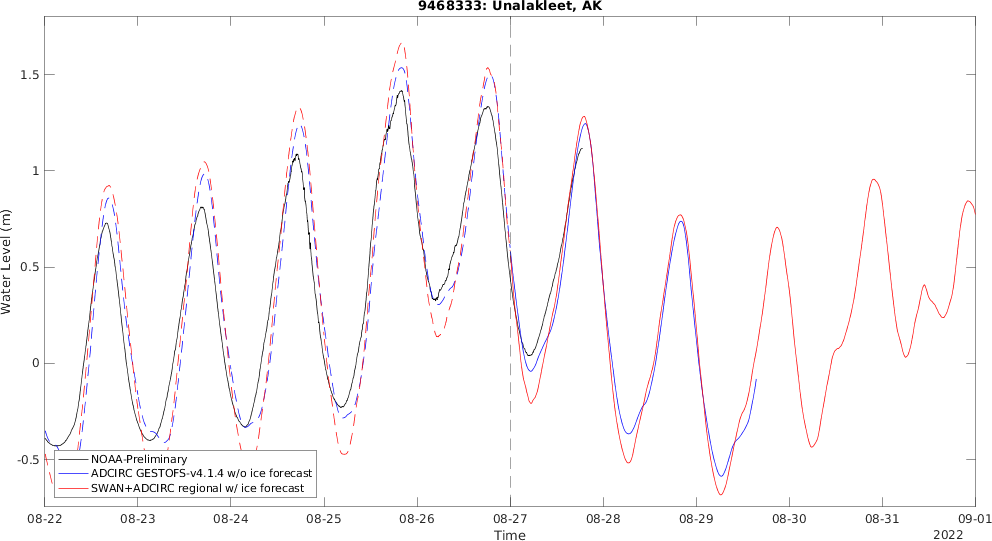 9468333: Unalakleet, AK
Water Level (m)
1.5
1
0.5
0
-0.5
NOAA-Preliminary
ADCIRC GESTOFS-v4.1.4 w/o ice forecast
SWAN+ADCIRC regional w/ ice forecast
08-22 08-23 08-24 08-25 08-26 08-27 08-28 08-29 08-30 08-31 09-01
Time
2022